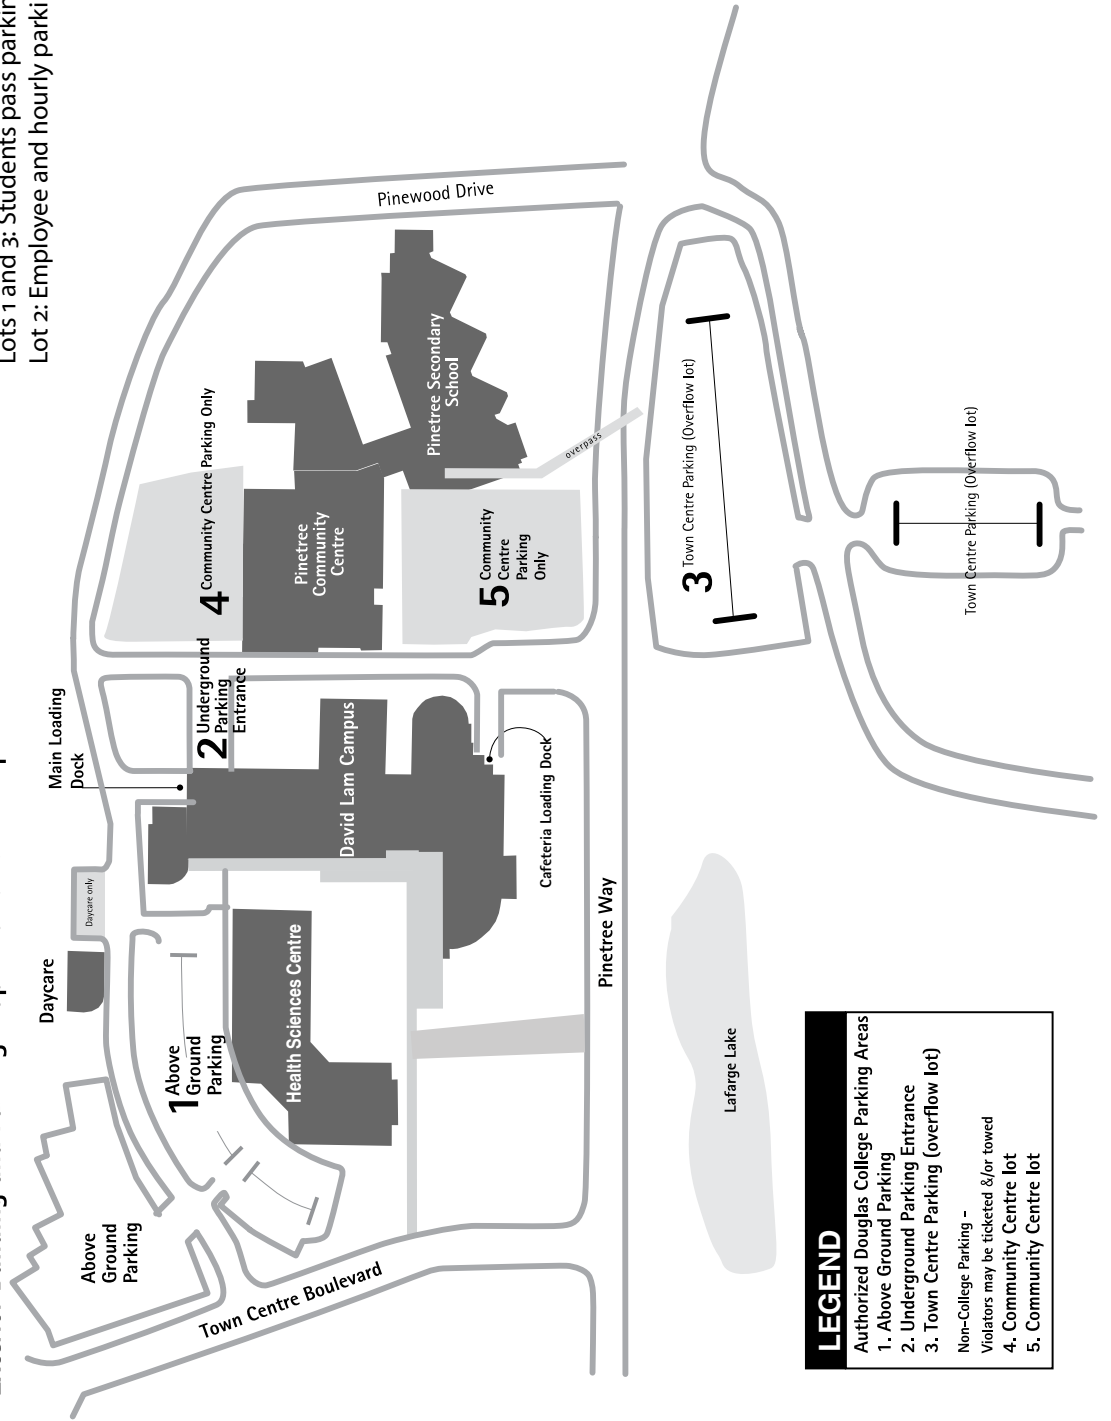 Lots 1 and 3: Students pass parkin
Lot 2: Employee and hourly parki
Pinewood Drive
Pinetree Secondary
School
overpass
4 Community Centre Parking Only
Pinetree
Community
Centre
5 Community
Centre
Parking
Only
3 Town Centre Parking (Overflow lot)
Town Centre Parking (Overflow lot)
2 Underground
Parking
Entrance
Main Loading
Dock
David Lam Campus
Cafeteria Loading Dock
Daycare only
Daycare
Health Sciences Centre
1 Above
Ground
Parking
Above
Ground
Parking
Pinetree Way
Town Centre Boulevard
Lafarge Lake
LEGEND
Authorized Douglas College Parking Areas
1. Above Ground Parking
2. Underground Parking Entrance
3. Town Centre Parking (overflow lot)
Non-College Parking -
Violators may be ticketed &/or towed
4. Community Centre lot
5. Community Centre lot